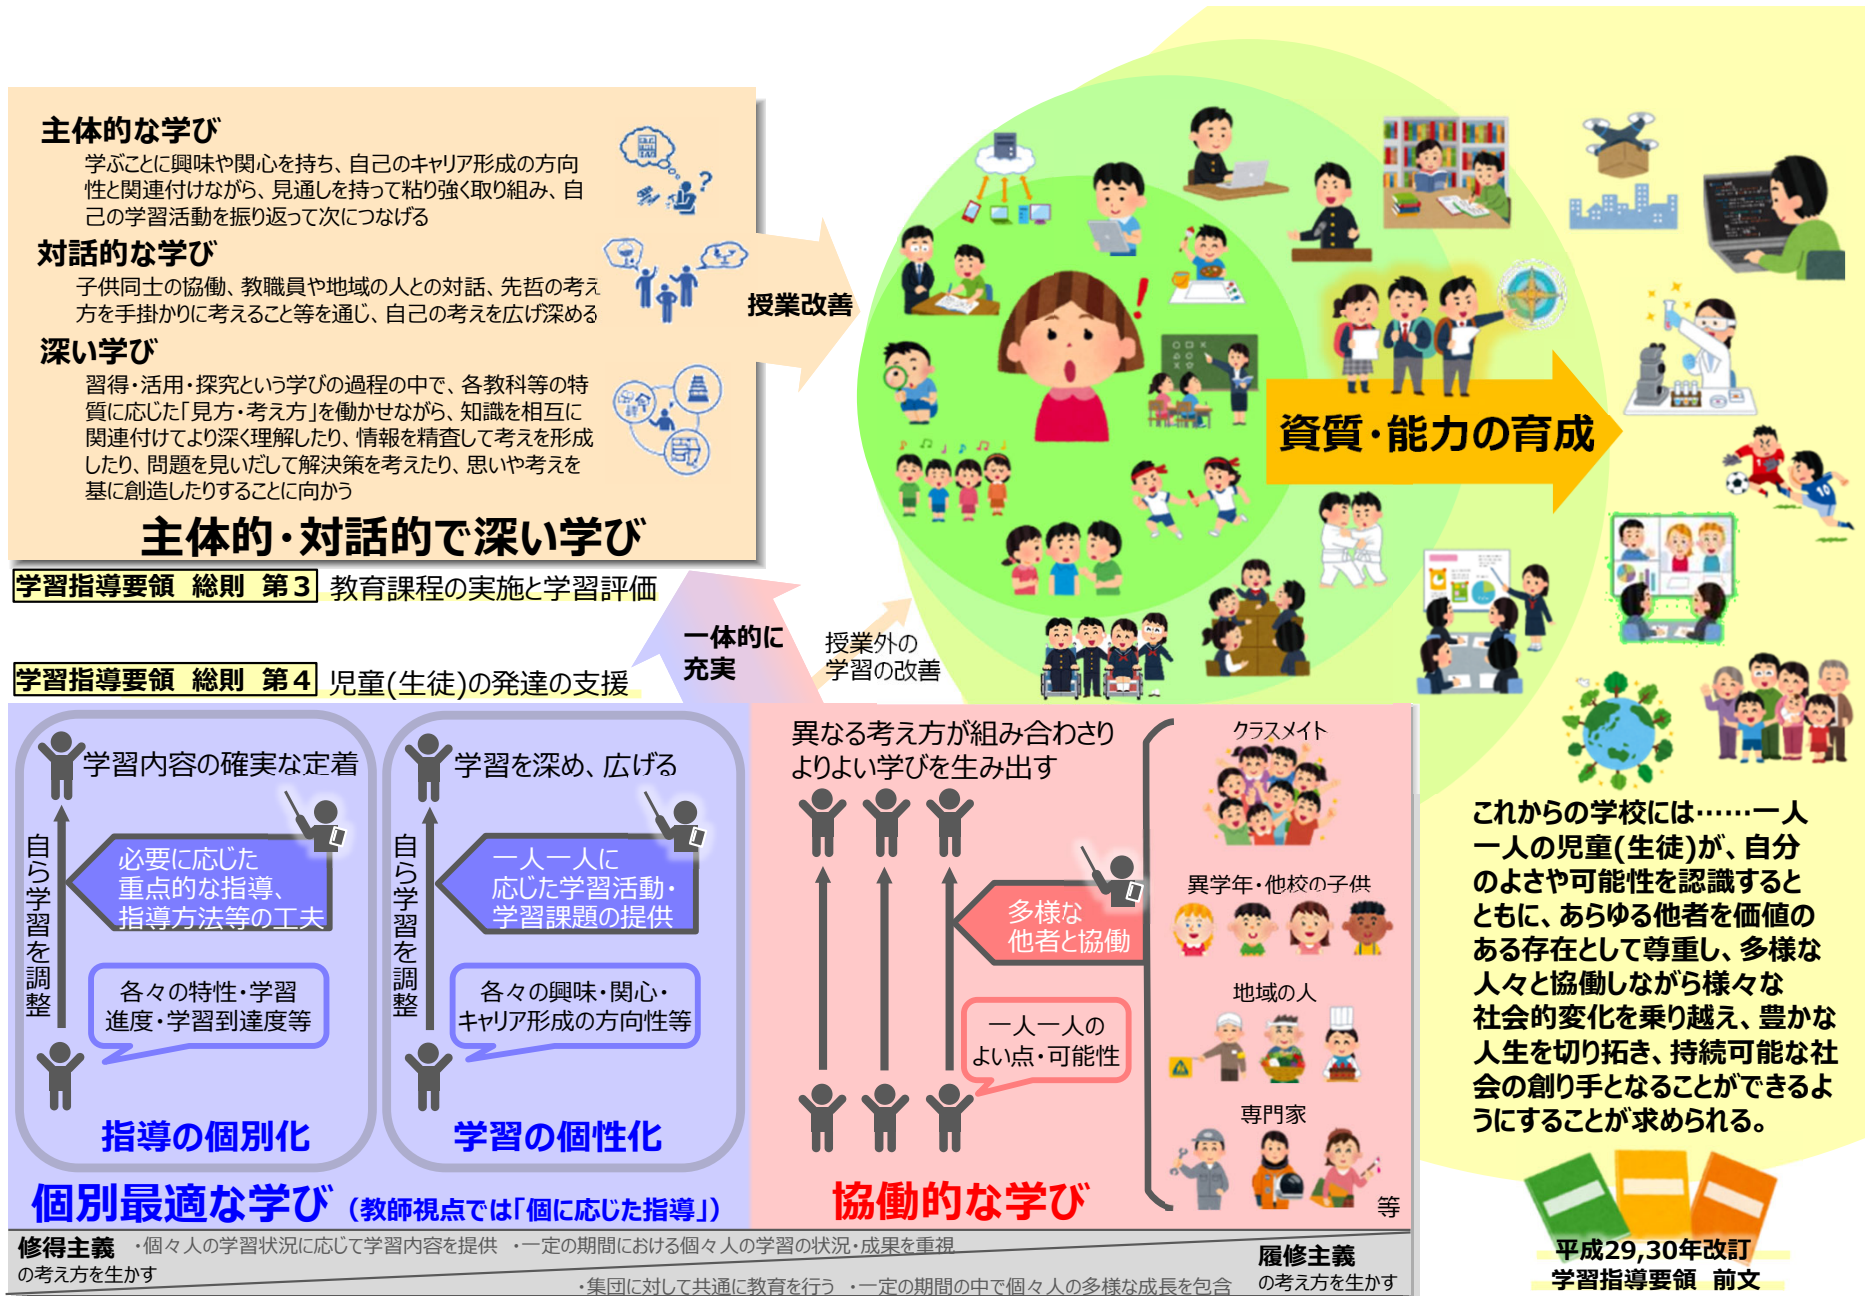 主体的な学び
学ぶことに興味や関心を持ち、自己のキャリア形成の方向
性と関連付けながら、見通しを持って粘り強く取り組み、自
己の学習活動を振り返って次につなげる
対話的な学び
子供同士の協働、教職員や地域の人との対話、先哲の考え
方を手掛かりに考えること等を通じ、自己の考えを広げ深める
深い学び
習得・活用・探究という学びの過程の中で、各教科等の特
質に応じた「見方・考え方」を働かせながら、知識を相互に
関連付けてより深く理解したり、情報を精査して考えを形成
したり、問題を見いだして解決策を考えたり、思いや考えを
基に創造したりすることに向かう
主体的・対話的で深い学び
授業改善
資質・能力の育成
学習指導要領 総則 第3 教育課程の実施と学習評価
一体的に
充実
授業外の
学習の改善
学習指導要領 総則 第4 児童(生徒)の発達の支援
学習内容の確実な定着
自ら学習を調整
必要に応じた
重点的な指導、
指導方法等の工夫
各々の特性・学習
進度・学習到達度等
指導の個別化
学習を深め、広げる
自ら学習を調整
一人一人に
応じた学習活動・
学習課題の提供
各々の興味・関心・
キャリア形成の方向性等
学習の個性化
個別最適な学び (教師視点では「個に応じた指導」)
異なる考え方が組み合わさり
よりよい学びを生み出す
多様な
他者と協働
一人一人の
よい点・可能性
協働的な学び
クラスメイト
異学年・他校の子供
地域の人
専門家
等
修得主義
の考え方を生かす
・個々人の学習状況に応じて学習内容を提供 ・一定の期間における個々人の学習の状況・成果を重視
・集団に対して共通に教育を行う ・一定の期間の中で個々人の多様な成長を包含
履修主義
の考え方を生かす
これからの学校には……一人
一人の児童(生徒)が、自分
のよさや可能性を認識すると
ともに、あらゆる他者を価値の
ある存在として尊重し、多様な
人々と協働しながら様々な
社会的変化を乗り越え、豊かな
人生を切り拓き、持続可能な社
会の創り手となることができるよ
うにすることが求められる。
平成29,30年改訂
学習指導要領 前文